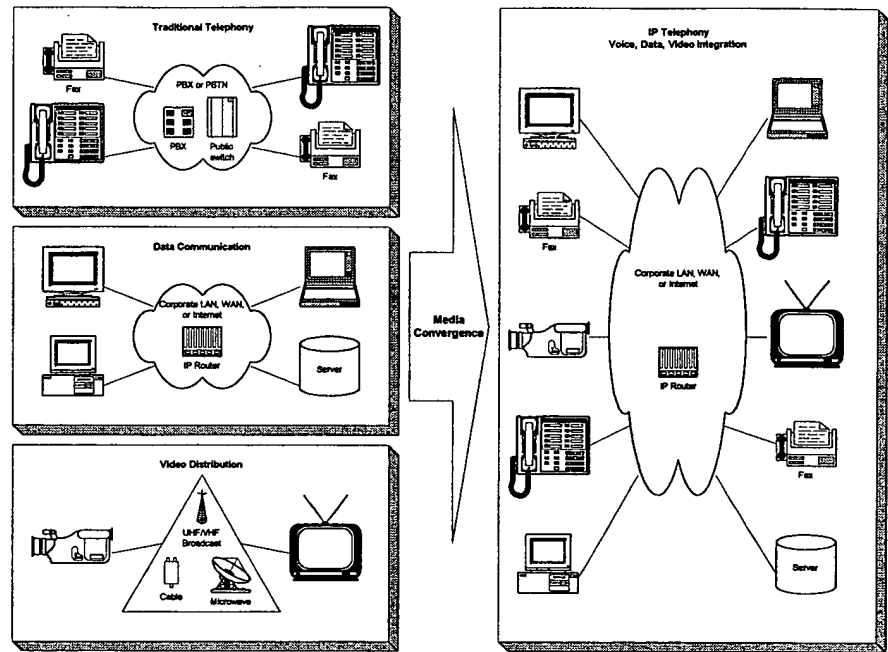 Traditional Telephony
PBX or PSTN
Fax
PBX
Public
switch
Fax
Data Communication
Corporate LAN, WAN,
or Internet
IP Router
Server
Video Distribution
UHF/VHF
Broadcast
Cable
Microwave
Media
Convergence
IP Telephony
Voice, Data, Video Integration
Fax
Corporate LAN, WAN,
or Internet
IP Router
Fax
Server